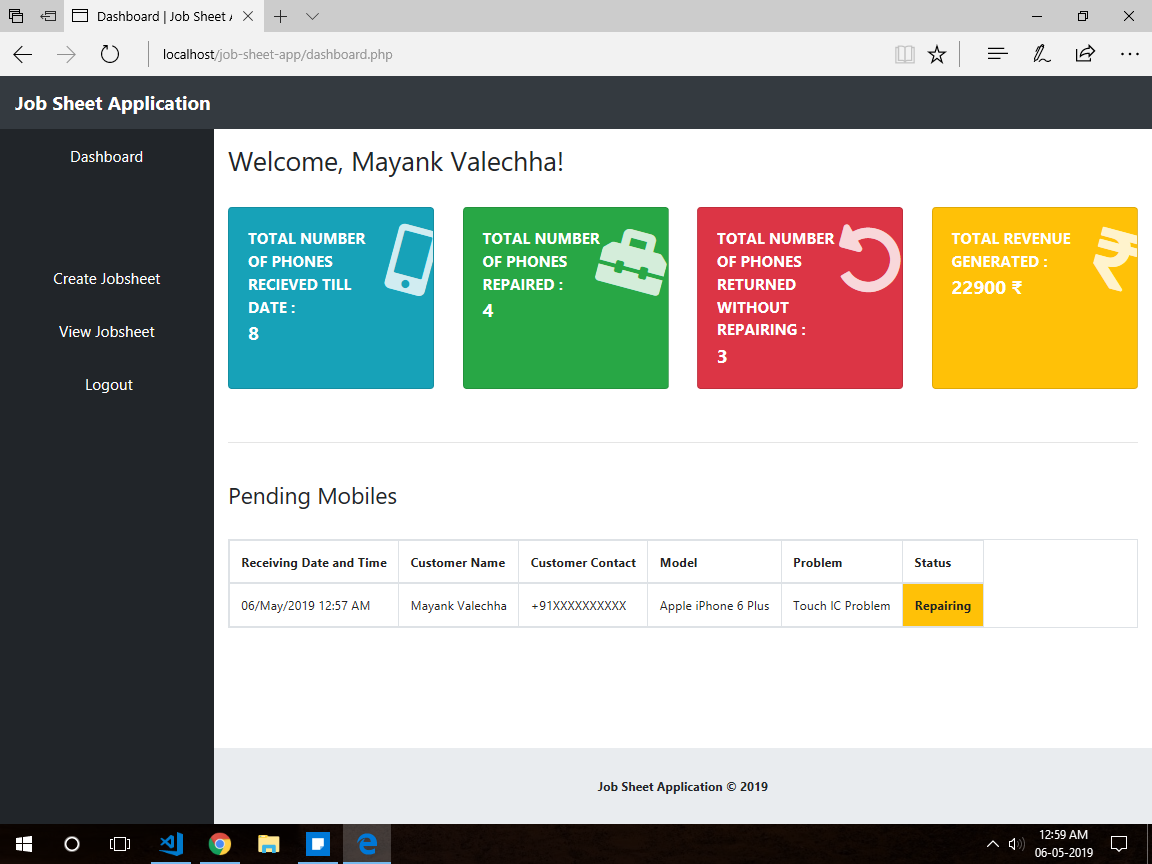 Dashboard | Job Sheet A
localhost/job-sheet-app/dashboard.php
Job Sheet Application
Dashboard
Create Jobsheet
View Jobsheet
Logout
Welcome, Mayank Valechha!
TOTAL NUMBER
OF PHONES
RECIEVED TILL
DATE :
8
TOTAL NUMBER
OF PHONES
REPAIRED :
4
TOTAL NUMBER
OF PHONES
RETURNED
WITHOUT
REPAIRING :
3
TOTAL REVENUE
GENERATED :
22900 ₹
₹
Pending Mobiles
Receiving Date and Time Customer Name Customer Contact Model Problem Status
06/May/2019 12:57 AM Mayank Valechha +91XXXXXXXXXX Apple iPhone 6 Plus Touch IC Problem Repairing
Job Sheet Application © 2019
12:59 AM
06-05-2019